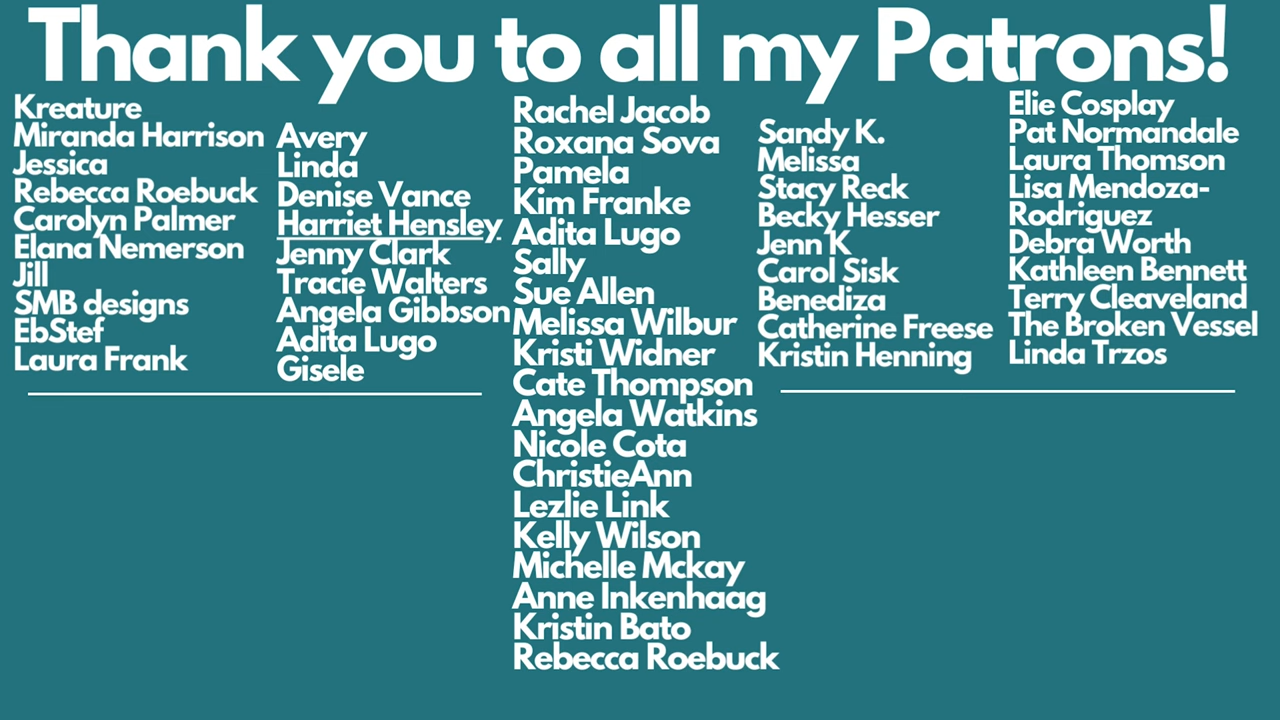 Thank you to all my Patrons!
Kreature
Miranda Harrison
Jessica
Rebecca Roebuck
Carolyn Palmer
Elana Nemerson
Jill
SMB designs
EbStef
Laura Frank
Avery
Linda
Denise Vance
Harriet Hensley
Jenny Clark
Tracie Walters
Angela Gibbson
Adita Lugo
Gisele
Rachel Jacob
Roxana Sova
Pamela
Kim Franke
Adita Lugo
Sally
Sue Allen
Melissa Wilbur
Kristi Widner
Cate Thompson
Angela Watkins
Nicole Cota
ChristieAnn
Lezlie Link
Kelly Wilson
Michelle Mckay
Anne Inkenhaag
Kristin Bato
Rebecca Roebuck
Sandy K.
Melissa
Stacy Reck
Becky Hesser
Jenn K
Carol Sisk
Benediza
Catherine Freese
Kristin Henning
Elie Cosplay
Pat Normandale
Laura Thomson
Lisa Mendoza-
Rodriguez
Debra Worth
Kathleen Bennett
Terry Cleaveland
The Broken Vessel
Linda Trzos